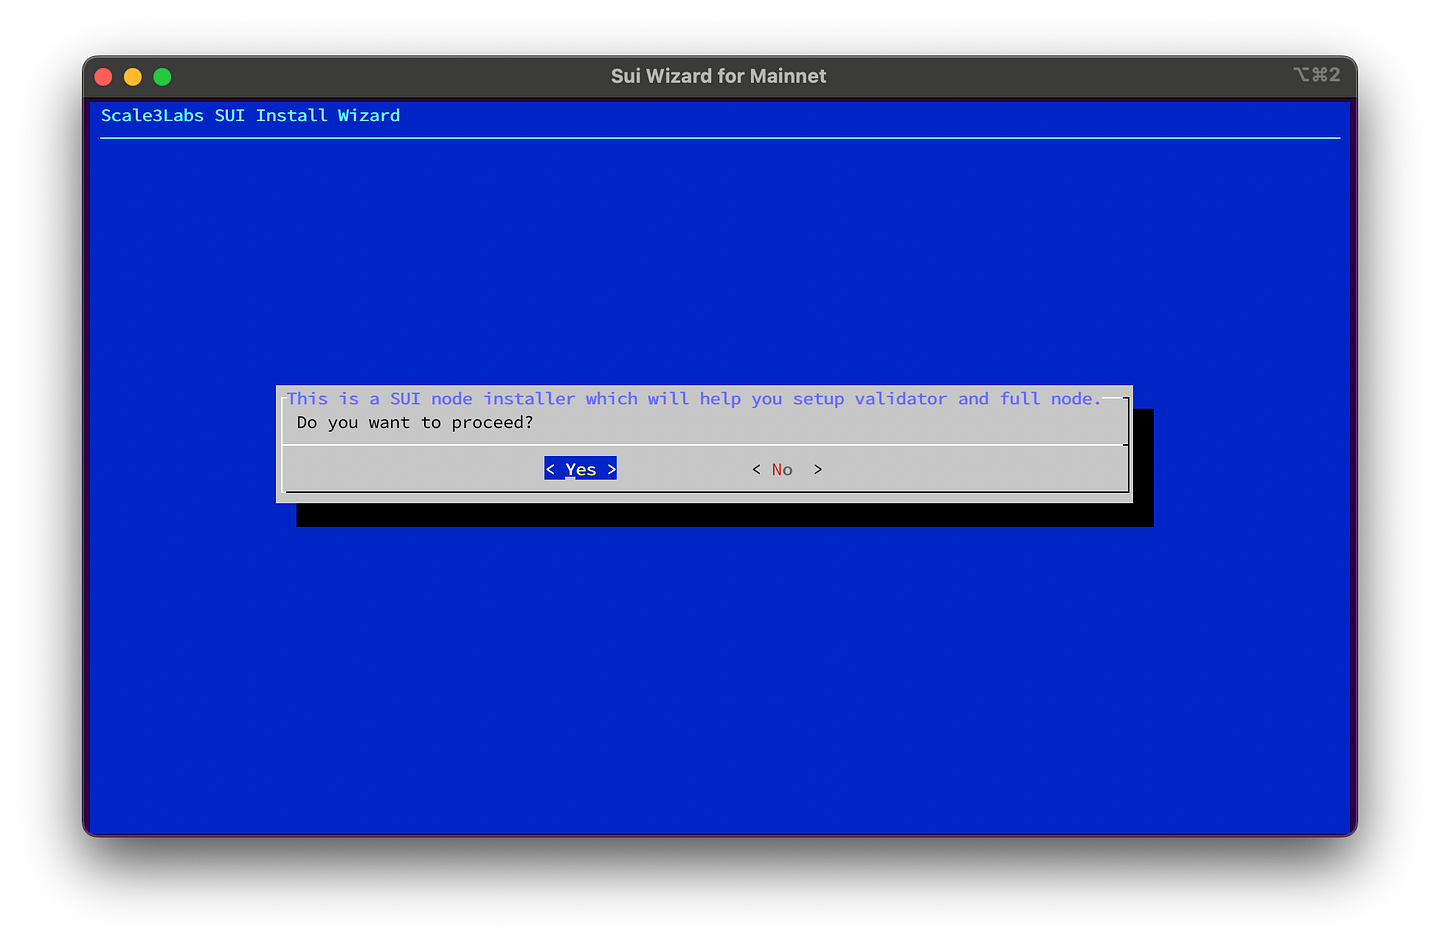 Sui Wizard for Mainnet
⌥⌘2
Scale3Labs SUI Install Wizard
This is a SUI node installer which will help you setup validator and full node.
Do you want to proceed?
< Yes > < No >